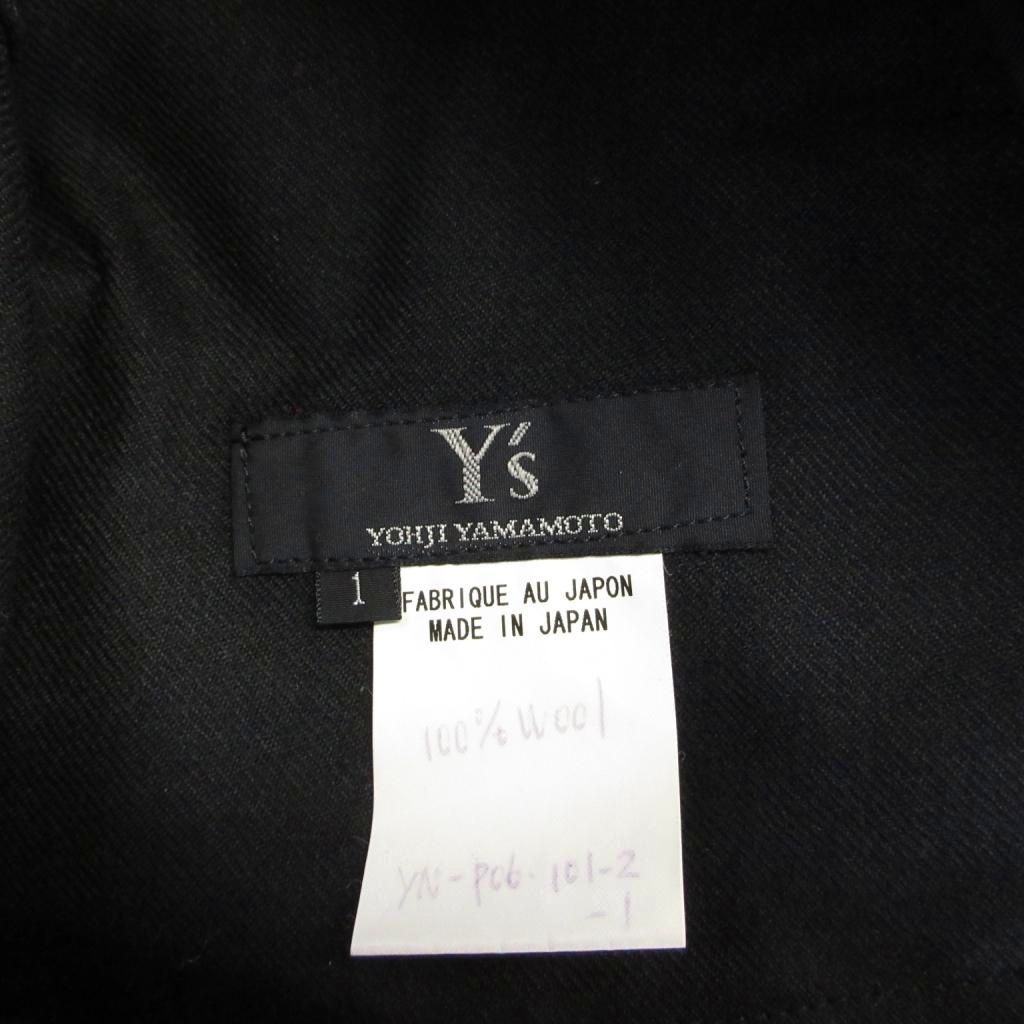 Y's
YOHJI YAMAMOTO
1
FABRIQUE AU JAPON
MADE IN JAPAN
100% WOOl
YN-P06-101-2
-1